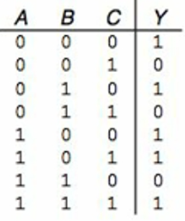 A B C Y
0 0 0 1
0 0 1 0
0 1 0 1
0 1 1 0
1 0 0 1
1 0 1 1
1 1 0 0
1 1 1 1